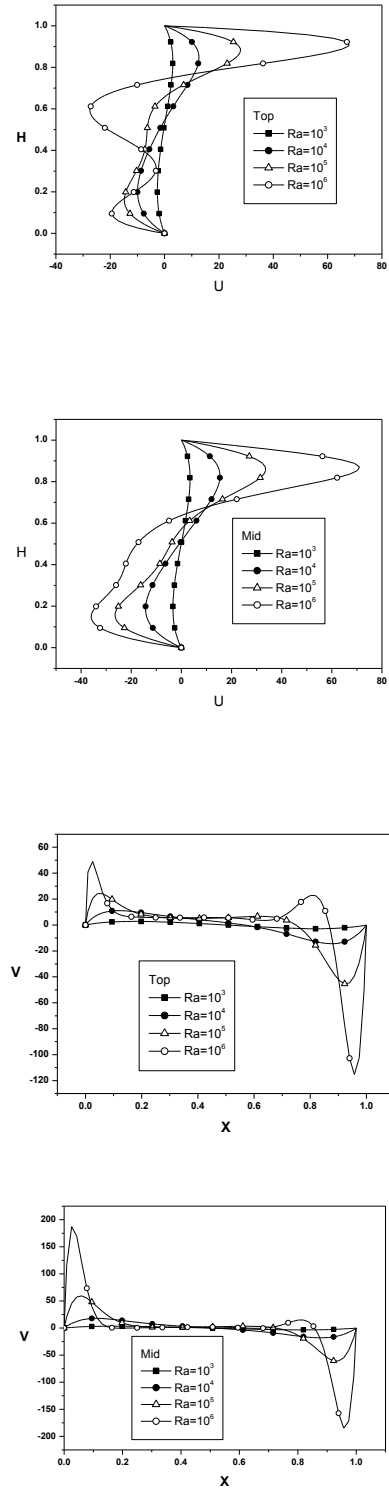 1.0
0.8
0.6
0.4
0.2
0.0
H
Top
Ra=10³
Ra=10⁴
Ra=10⁵
Ra=10⁶
-40 -20 0 20 40 60 80
U
1.0
0.8
0.6
0.4
0.2
0.0
H
Mid
Ra=10³
Ra=10⁴
Ra=10⁵
Ra=10⁶
-40 -20 0 20 40 60 80
U
60
40
20
0
-20
-40
-60
-80
-100
-120
V
Top
Ra=10³
Ra=10⁴
Ra=10⁵
Ra=10⁶
0.0 0.2 0.4 0.6 0.8 1.0
X
200
150
100
50
0
-50
-100
-150
-200
V
Mid
Ra=10³
Ra=10⁴
Ra=10⁵
Ra=10⁶
0.0 0.2 0.4 0.6 0.8 1.0
X